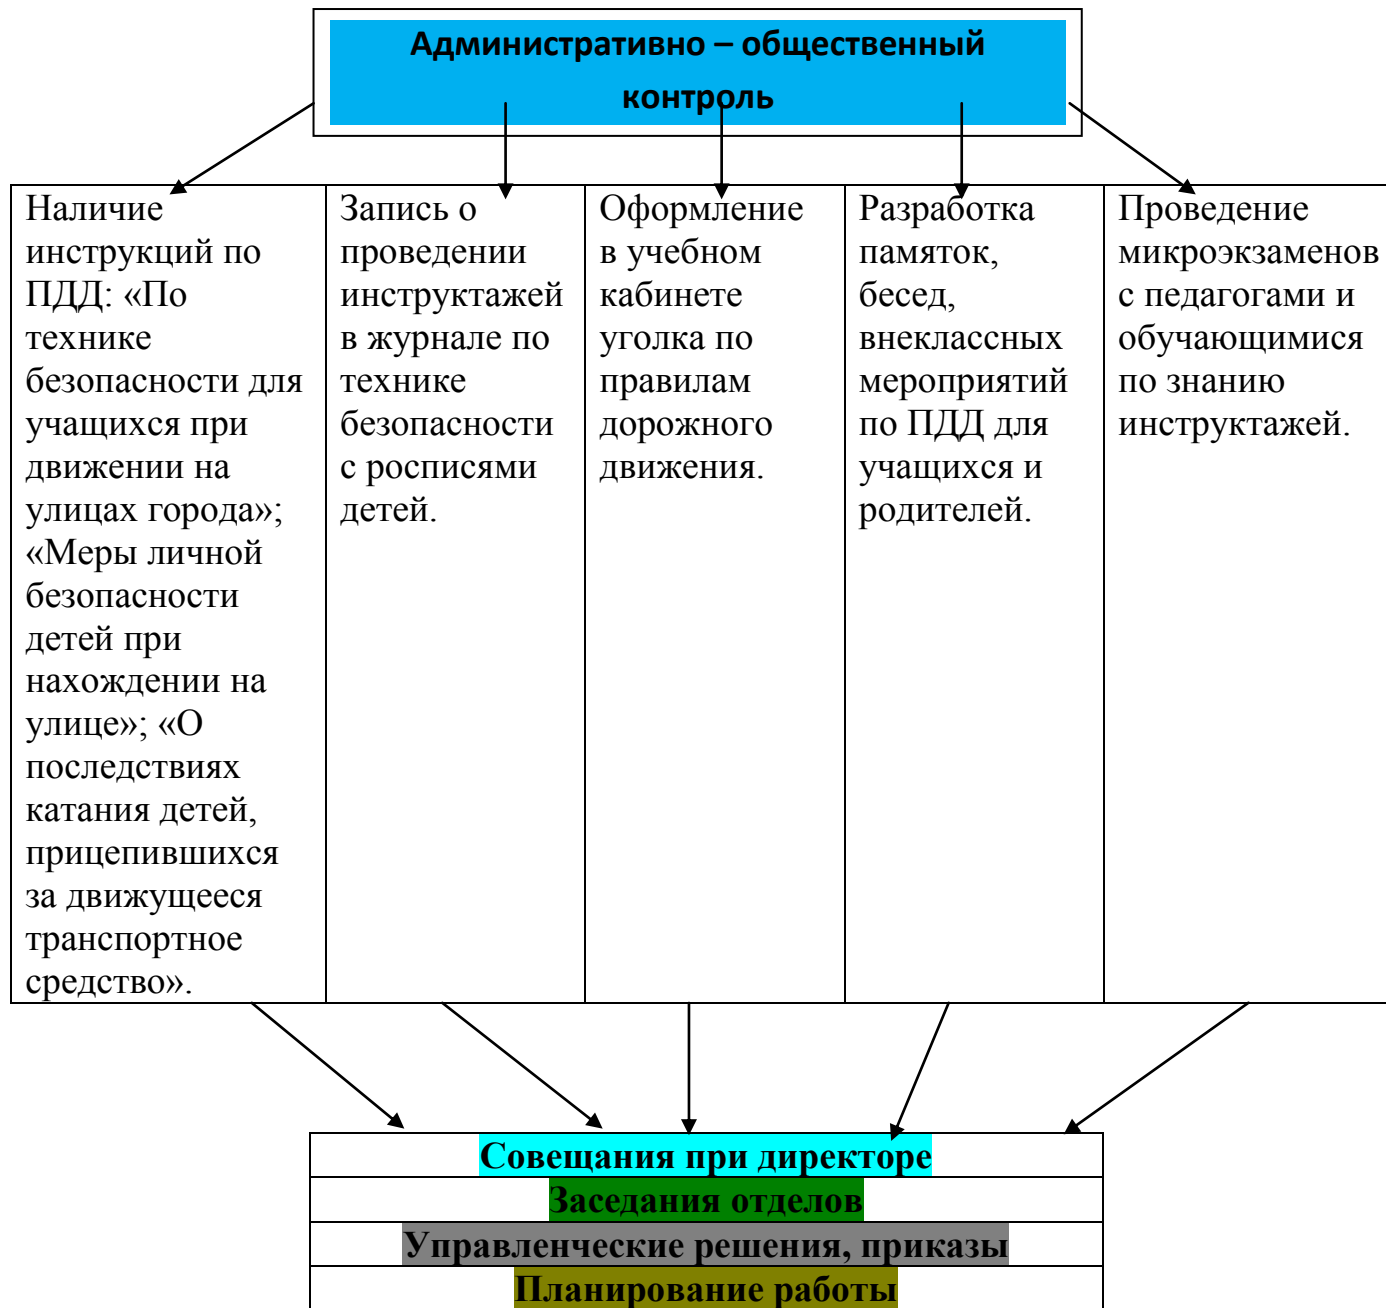 Административно – общественный
контроль
Наличие
инструкций по
ПДД: «По
технике
безопасности для
учащихся при
движении на
улицах города»;
«Меры личной
безопасности
детей при
нахождении на
улице»; «О
последствиях
катания детей,
прицепившихся
за движущееся
транспортное
средство».
Запись о
проведении
инструктажей
в журнале по
технике
безопасности
с росписями
детей.
Оформление
в учебном
кабинете
уголка по
правилам
дорожного
движения.
Разработка
памяток,
бесед,
внеклассных
мероприятий
по ПДД для
учащихся и
родителей.
Проведение
микроэкзаменов
с педагогами и
обучающимися
по знанию
инструктажей.
Совещания при директоре
Заседания отделов
Управленческие решения, приказы
Планирование работы